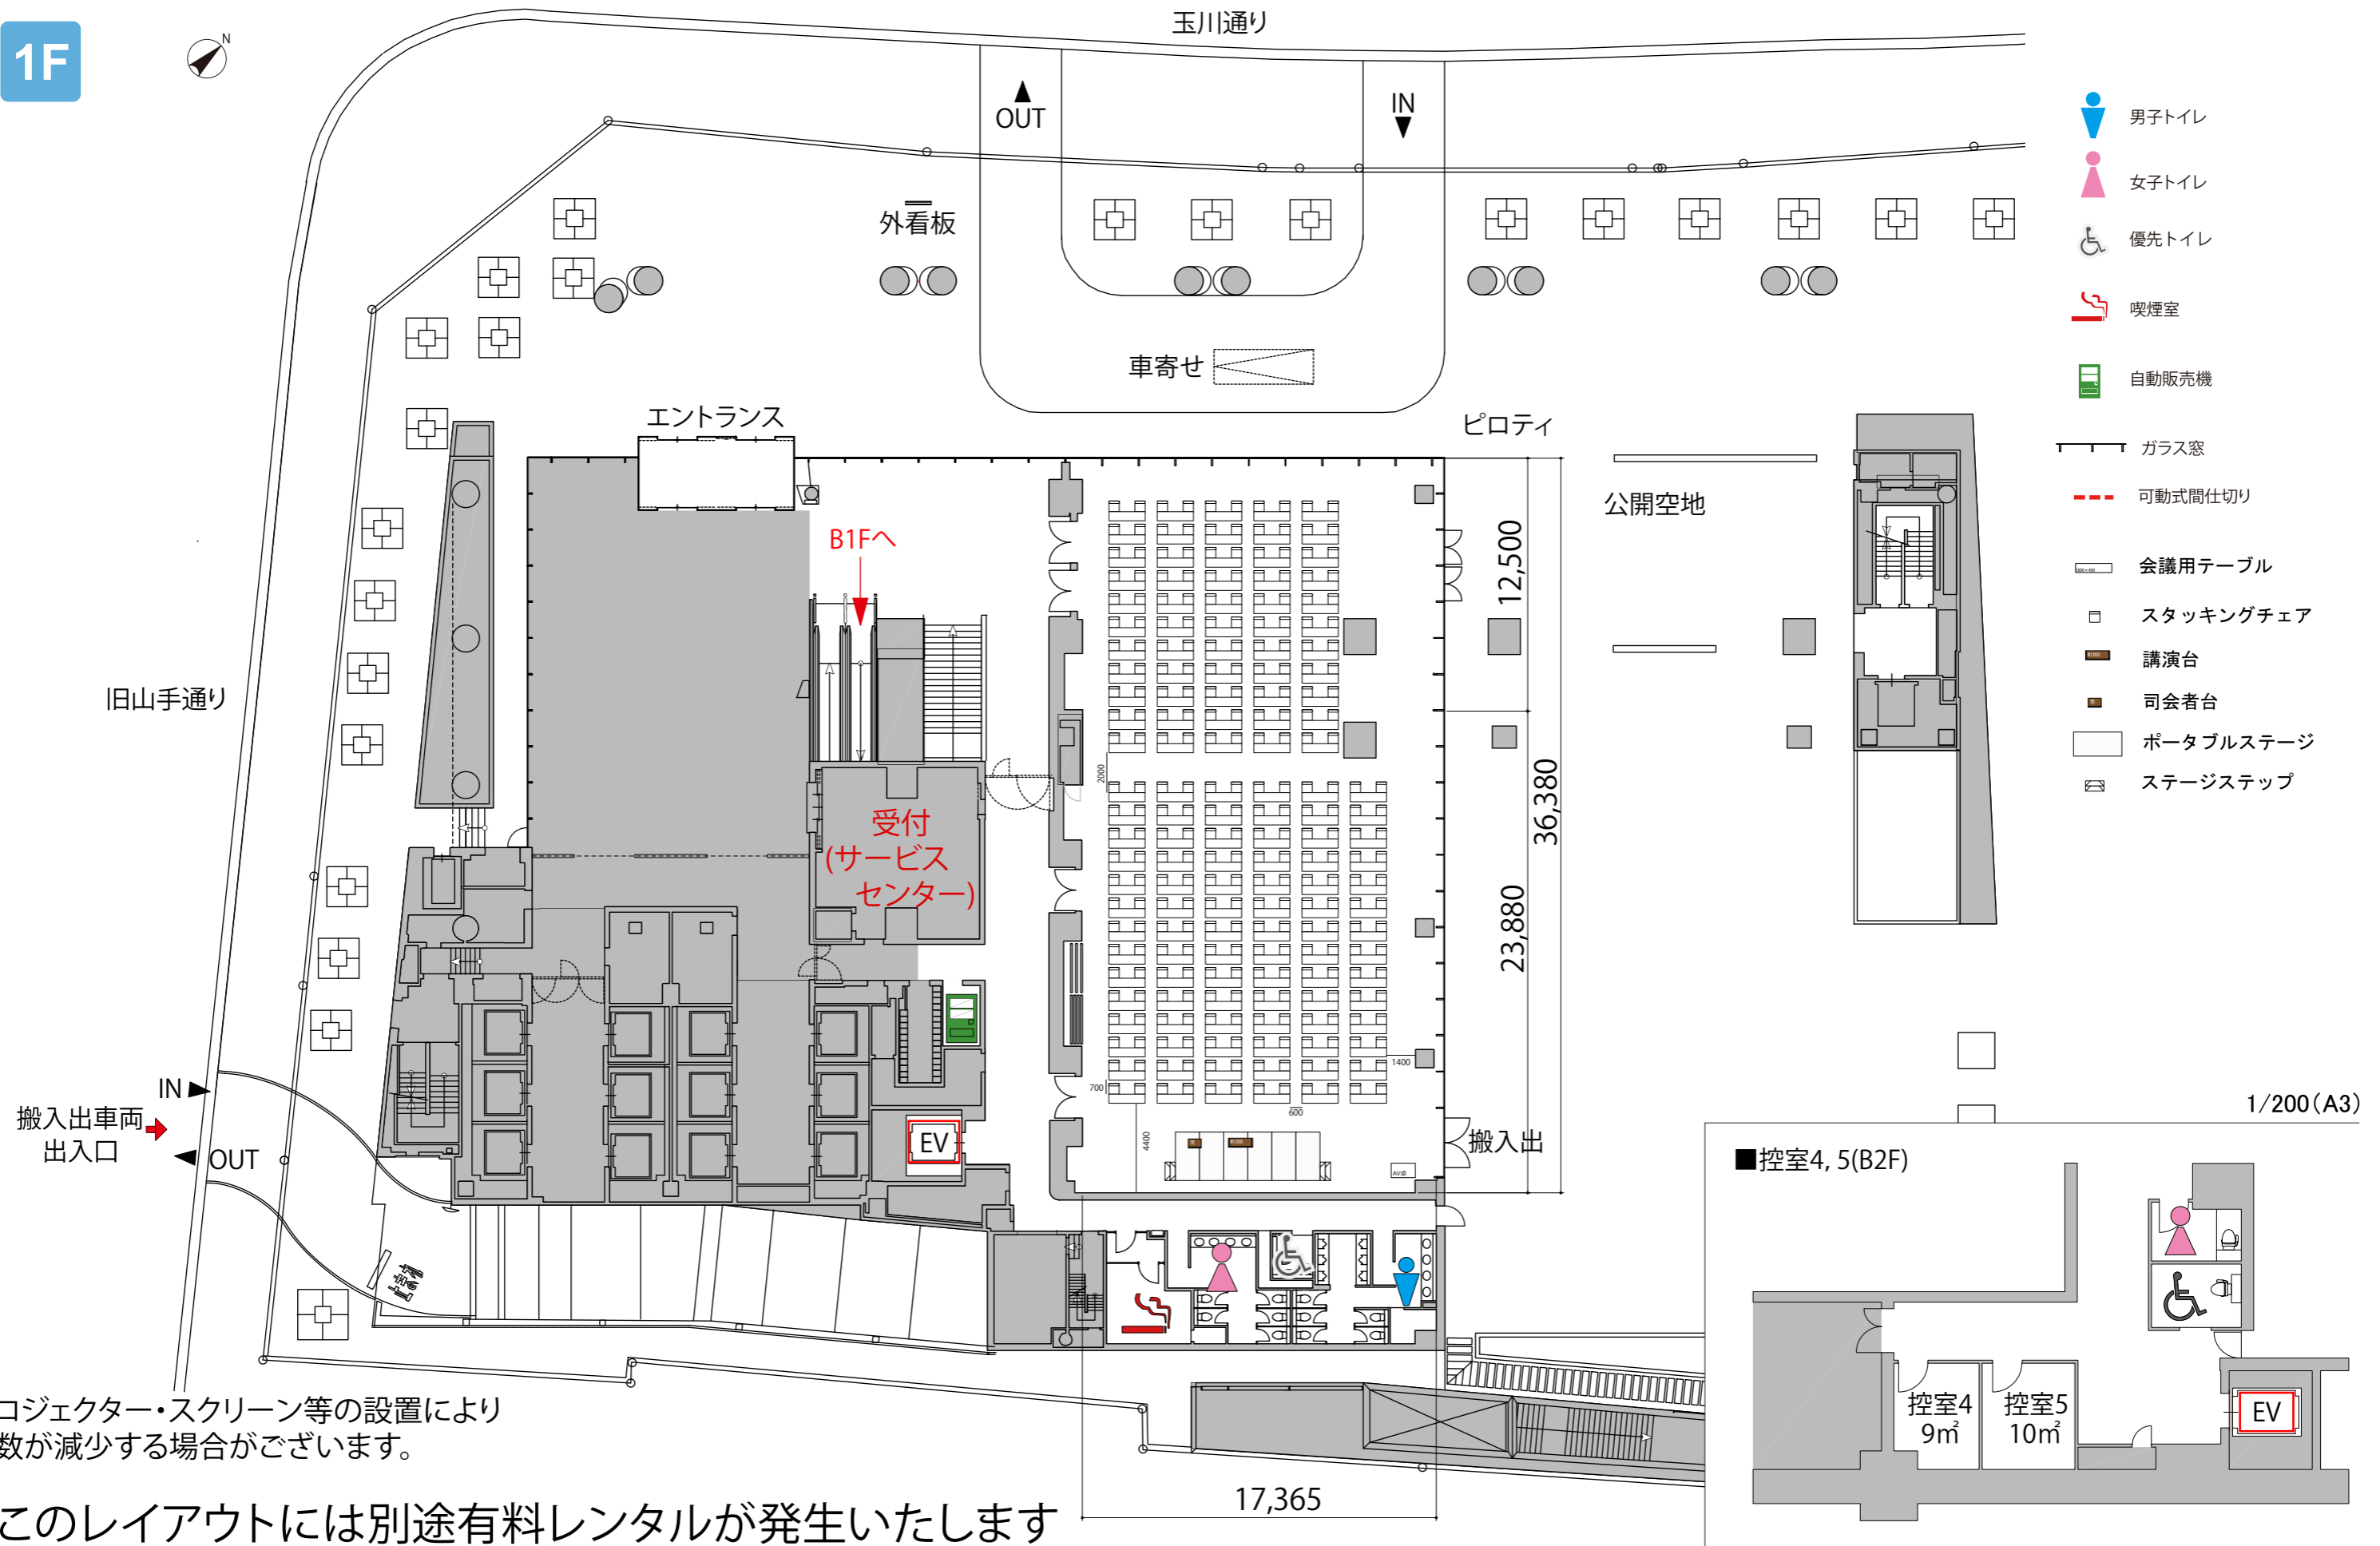 1F
N
玉川通り
OUT
IN
外看板
車寄せ
エントランス
ピロティ
公開空地
B1Fへ
旧山手通り
受付
(サービス
センター)
12,500
36,380
23,880
2000
700
1400
600
4400
AV卓
搬入出
EV
IN
搬入出車両
出入口
OUT
17,365
男子トイレ
女子トイレ
優先トイレ
喫煙室
自動販売機
ガラス窓
可動式間仕切り
会議用テーブル
スタッキングチェア
講演台
司会者台
ポータブルステージ
ステージステップ
1/200(A3)
■控室4, 5(B2F)
控室4
9㎡
控室5
10㎡
EV
ロジェクター・スクリーン等の設置により
数が減少する場合がございます。
このレイアウトには別途有料レンタルが発生いたします